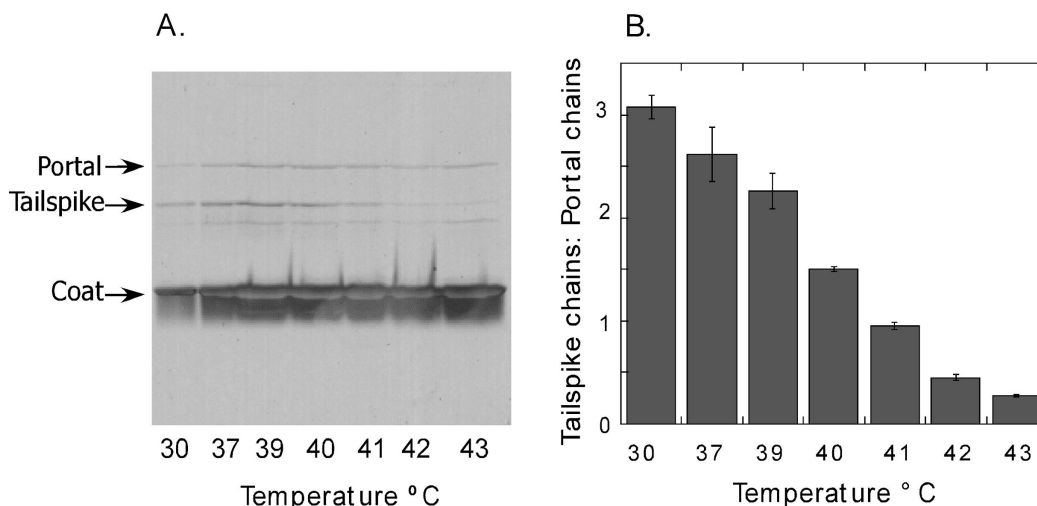 A.
Portal
Tailspike
Coat
30 37 39 40 41 42 43
Temperature º C
B.
Tailspike chains: Portal chains
3
2
1
0
30 37 39 40 41 42 43
Temperature ° C